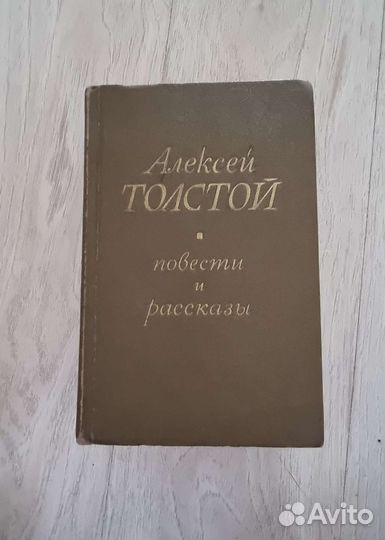 Алексей
ТОЛСТОЙ
повести
и
рассказы
Avito